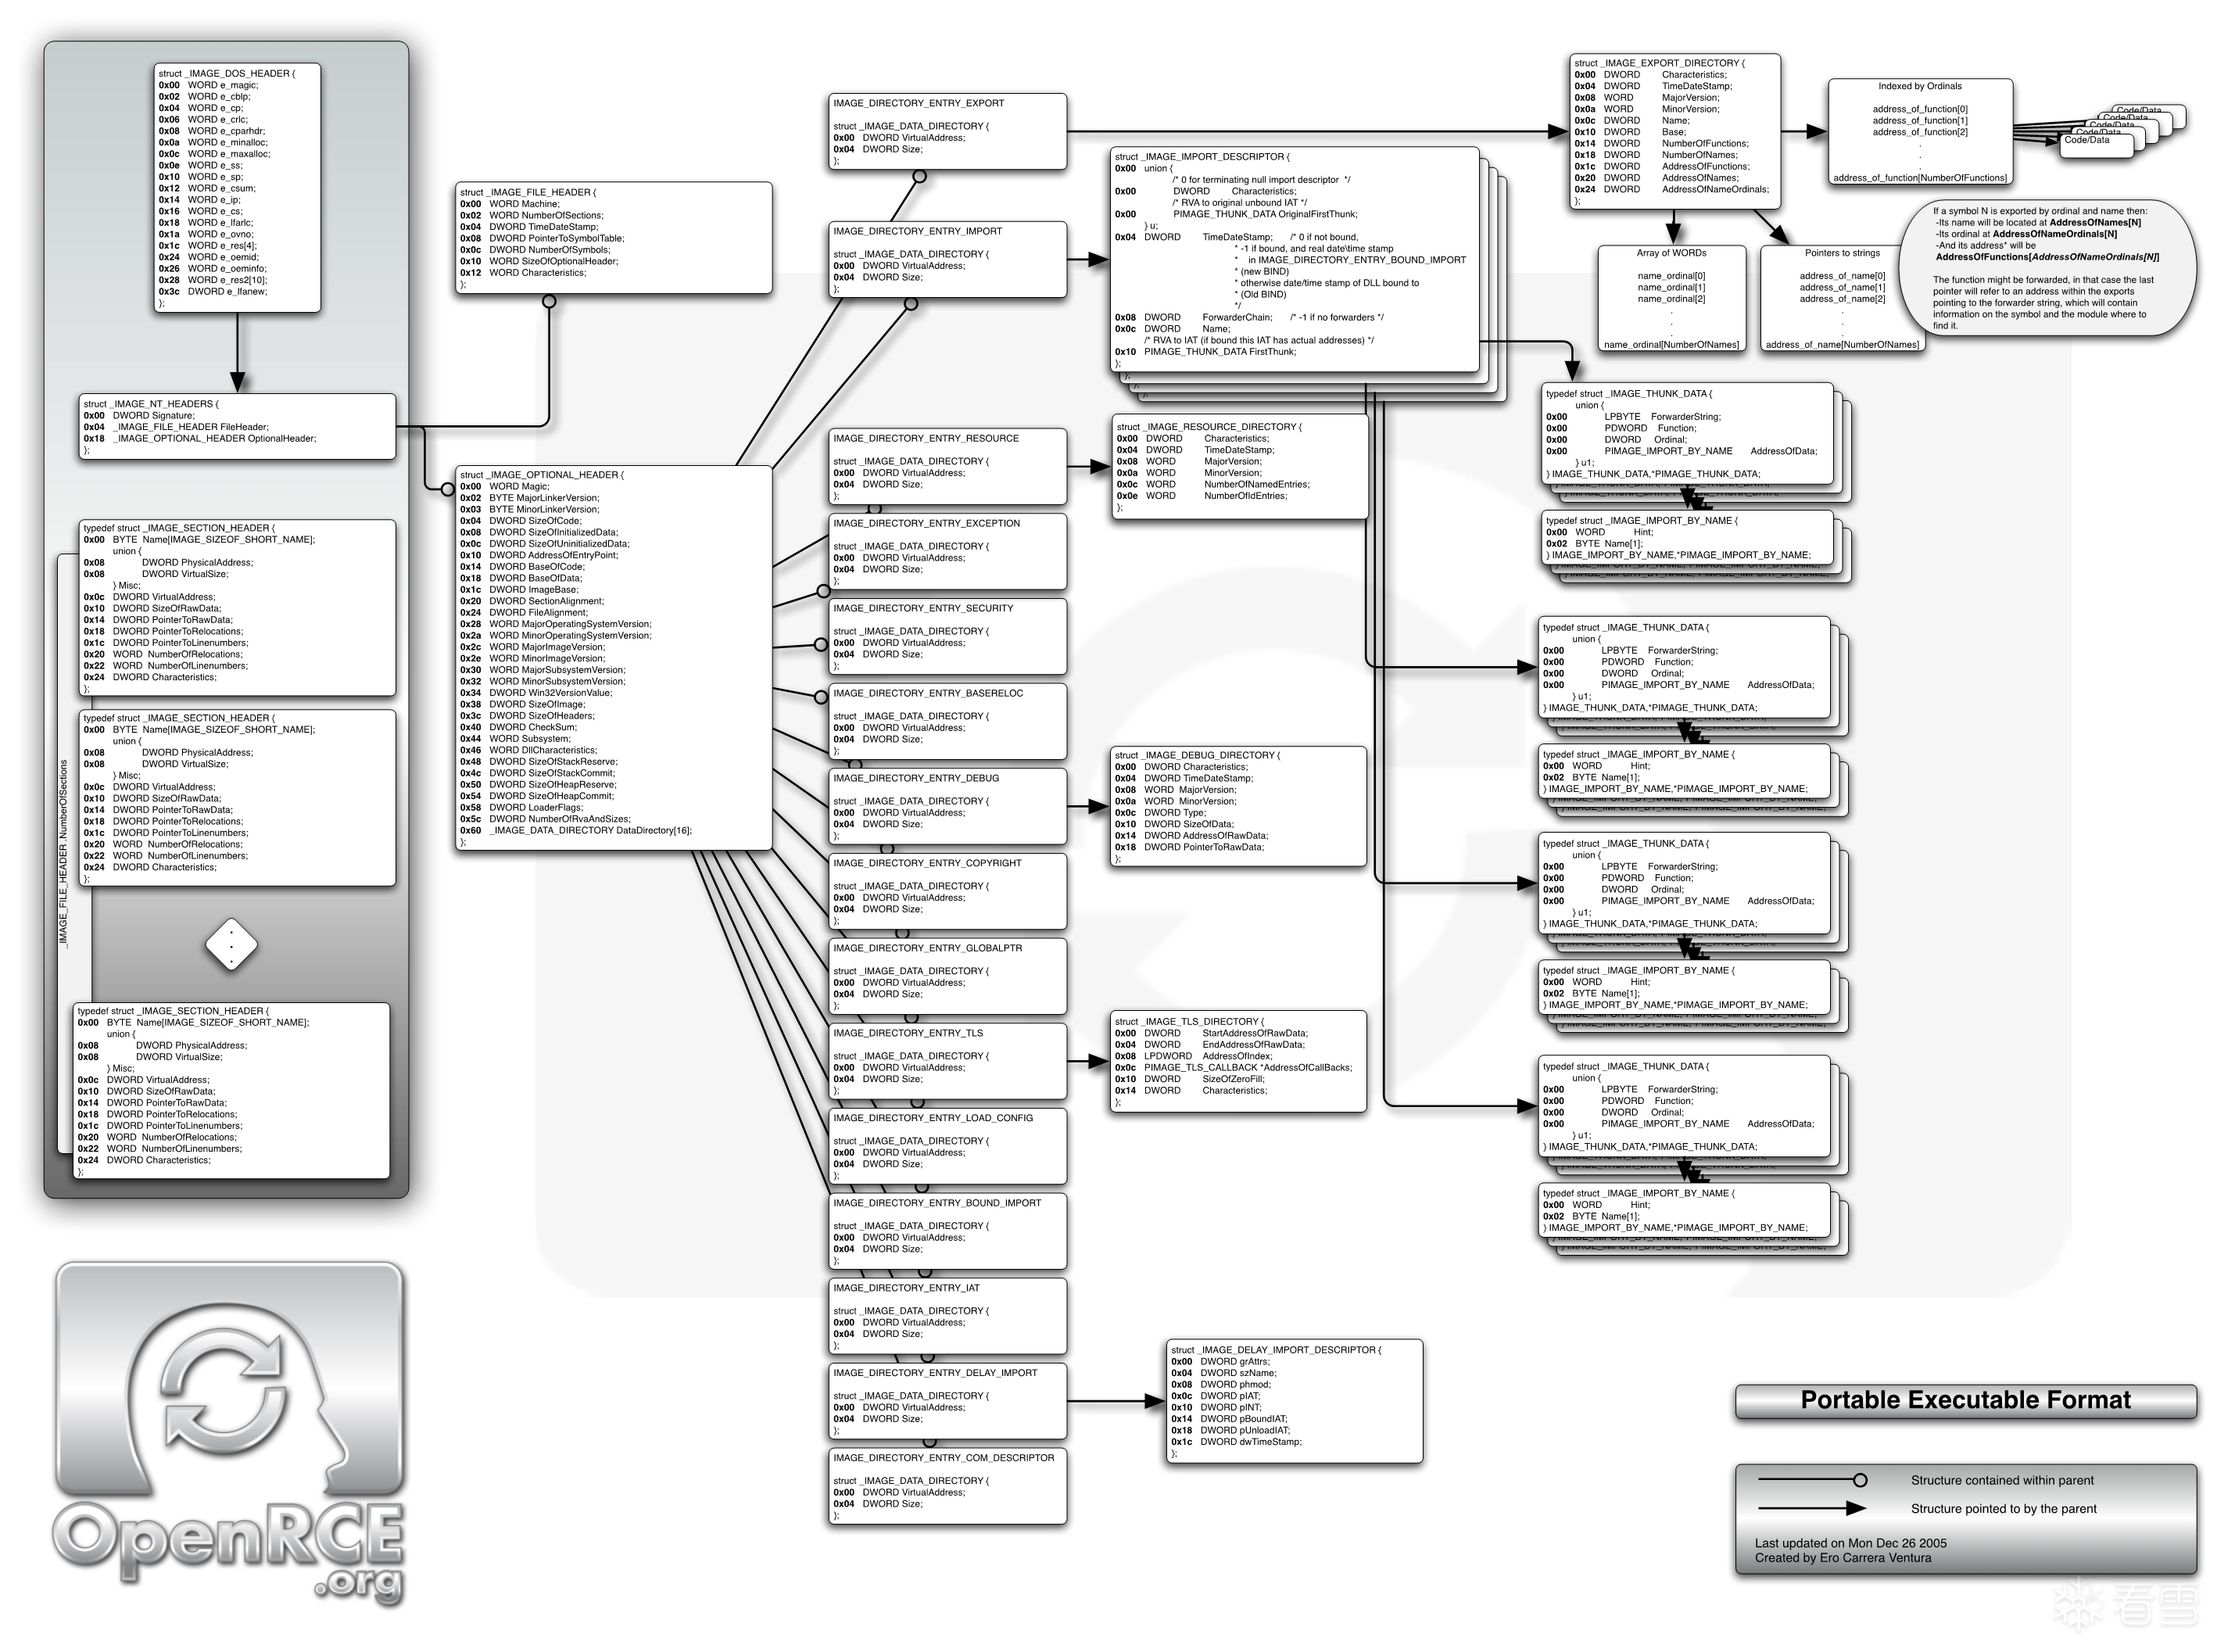 struct _IMAGE_DOS_HEADER {
0x00 WORD e_magic;
0x02 WORD e_cblp;
0x04 WORD e_cp;
0x06 WORD e_crlc;
0x08 WORD e_cparhdr;
0x0a WORD e_minalloc;
0x0c WORD e_maxalloc;
0x0e WORD e_ss;
0x10 WORD e_sp;
0x12 WORD e_csum;
0x14 WORD e_ip;
0x16 WORD e_cs;
0x18 WORD e_lfarlc;
0x1a WORD e_ovno;
0x1c WORD e_res[4];
0x24 WORD e_oemid;
0x26 WORD e_oeminfo;
0x28 WORD e_res2[10];
0x3c DWORD e_lfanew;
};
struct _IMAGE_NT_HEADERS {
0x00 DWORD Signature;
0x04 _IMAGE_FILE_HEADER FileHeader;
0x18 _IMAGE_OPTIONAL_HEADER OptionalHeader;
};
_IMAGE_FILE_HEADER .NumberOfSections
typedef struct _IMAGE_SECTION_HEADER {
0x00 BYTE Name[IMAGE_SIZEOF_SHORT_NAME];
union {
0x08 DWORD PhysicalAddress;
0x08 DWORD VirtualSize;
} Misc;
0x0c DWORD VirtualAddress;
0x10 DWORD SizeOfRawData;
0x14 DWORD PointerToRawData;
0x18 DWORD PointerToRelocations;
0x1c DWORD PointerToLinenumbers;
0x20 WORD NumberOfRelocations;
0x22 WORD NumberOfLinenumbers;
0x24 DWORD Characteristics;
};
typedef struct _IMAGE_SECTION_HEADER {
0x00 BYTE Name[IMAGE_SIZEOF_SHORT_NAME];
union {
0x08 DWORD PhysicalAddress;
0x08 DWORD VirtualSize;
} Misc;
0x0c DWORD VirtualAddress;
0x10 DWORD SizeOfRawData;
0x14 DWORD PointerToRawData;
0x18 DWORD PointerToRelocations;
0x1c DWORD PointerToLinenumbers;
0x20 WORD NumberOfRelocations;
0x22 WORD NumberOfLinenumbers;
0x24 DWORD Characteristics;
};
.
.
.
typedef struct _IMAGE_SECTION_HEADER {
0x00 BYTE Name[IMAGE_SIZEOF_SHORT_NAME];
union {
0x08 DWORD PhysicalAddress;
0x08 DWORD VirtualSize;
} Misc;
0x0c DWORD VirtualAddress;
0x10 DWORD SizeOfRawData;
0x14 DWORD PointerToRawData;
0x18 DWORD PointerToRelocations;
0x1c DWORD PointerToLinenumbers;
0x20 WORD NumberOfRelocations;
0x22 WORD NumberOfLinenumbers;
0x24 DWORD Characteristics;
};
OpenRCE
.org
struct _IMAGE_FILE_HEADER {
0x00 WORD Machine;
0x02 WORD NumberOfSections;
0x04 DWORD TimeDateStamp;
0x08 DWORD PointerToSymbolTable;
0x0c DWORD NumberOfSymbols;
0x10 WORD SizeOfOptionalHeader;
0x12 WORD Characteristics;
};
struct _IMAGE_OPTIONAL_HEADER {
0x00 WORD Magic;
0x02 BYTE MajorLinkerVersion;
0x03 BYTE MinorLinkerVersion;
0x04 DWORD SizeOfCode;
0x08 DWORD SizeOfInitializedData;
0x0c DWORD SizeOfUninitializedData;
0x10 DWORD AddressOfEntryPoint;
0x14 DWORD BaseOfCode;
0x18 DWORD BaseOfData;
0x1c DWORD ImageBase;
0x20 DWORD SectionAlignment;
0x24 DWORD FileAlignment;
0x28 WORD MajorOperatingSystemVersion;
0x2a WORD MinorOperatingSystemVersion;
0x2c WORD MajorImageVersion;
0x2e WORD MinorImageVersion;
0x30 WORD MajorSubsystemVersion;
0x32 WORD MinorSubsystemVersion;
0x34 DWORD Win32VersionValue;
0x38 DWORD SizeOfImage;
0x3c DWORD SizeOfHeaders;
0x40 DWORD CheckSum;
0x44 WORD Subsystem;
0x46 WORD DllCharacteristics;
0x48 DWORD SizeOfStackReserve;
0x4c DWORD SizeOfStackCommit;
0x50 DWORD SizeOfHeapReserve;
0x54 DWORD SizeOfHeapCommit;
0x58 DWORD LoaderFlags;
0x5c DWORD NumberOfRvaAndSizes;
0x60 _IMAGE_DATA_DIRECTORY DataDirectory[16];
};
IMAGE_DIRECTORY_ENTRY_EXPORT
struct _IMAGE_DATA_DIRECTORY {
0x00 DWORD VirtualAddress;
0x04 DWORD Size;
};
IMAGE_DIRECTORY_ENTRY_IMPORT
struct _IMAGE_DATA_DIRECTORY {
0x00 DWORD VirtualAddress;
0x04 DWORD Size;
};
IMAGE_DIRECTORY_ENTRY_RESOURCE
struct _IMAGE_DATA_DIRECTORY {
0x00 DWORD VirtualAddress;
0x04 DWORD Size;
};
IMAGE_DIRECTORY_ENTRY_EXCEPTION
struct _IMAGE_DATA_DIRECTORY {
0x00 DWORD VirtualAddress;
0x04 DWORD Size;
};
IMAGE_DIRECTORY_ENTRY_SECURITY
struct _IMAGE_DATA_DIRECTORY {
0x00 DWORD VirtualAddress;
0x04 DWORD Size;
};
IMAGE_DIRECTORY_ENTRY_BASERELOC
struct _IMAGE_DATA_DIRECTORY {
0x00 DWORD VirtualAddress;
0x04 DWORD Size;
};
IMAGE_DIRECTORY_ENTRY_DEBUG
struct _IMAGE_DATA_DIRECTORY {
0x00 DWORD VirtualAddress;
0x04 DWORD Size;
};
IMAGE_DIRECTORY_ENTRY_COPYRIGHT
struct _IMAGE_DATA_DIRECTORY {
0x00 DWORD VirtualAddress;
0x04 DWORD Size;
};
IMAGE_DIRECTORY_ENTRY_GLOBALPTR
struct _IMAGE_DATA_DIRECTORY {
0x00 DWORD VirtualAddress;
0x04 DWORD Size;
};
IMAGE_DIRECTORY_ENTRY_TLS
struct _IMAGE_DATA_DIRECTORY {
0x00 DWORD VirtualAddress;
0x04 DWORD Size;
};
IMAGE_DIRECTORY_ENTRY_LOAD_CONFIG
struct _IMAGE_DATA_DIRECTORY {
0x00 DWORD VirtualAddress;
0x04 DWORD Size;
};
IMAGE_DIRECTORY_ENTRY_BOUND_IMPORT
struct _IMAGE_DATA_DIRECTORY {
0x00 DWORD VirtualAddress;
0x04 DWORD Size;
};
IMAGE_DIRECTORY_ENTRY_IAT
struct _IMAGE_DATA_DIRECTORY {
0x00 DWORD VirtualAddress;
0x04 DWORD Size;
};
IMAGE_DIRECTORY_ENTRY_DELAY_IMPORT
struct _IMAGE_DATA_DIRECTORY {
0x00 DWORD VirtualAddress;
0x04 DWORD Size;
};
IMAGE_DIRECTORY_ENTRY_COM_DESCRIPTOR
struct _IMAGE_DATA_DIRECTORY {
0x00 DWORD VirtualAddress;
0x04 DWORD Size;
};
struct _IMAGE_IMPORT_DESCRIPTOR {
0x00 union {
/* 0 for terminating null import descriptor */
0x00 DWORD Characteristics;
/* RVA to original unbound IAT */
0x00 PIMAGE_THUNK_DATA OriginalFirstThunk;
} u;
0x04 DWORD TimeDateStamp; /* 0 if not bound,
* -1 if bound, and real date\time stamp
* in IMAGE_DIRECTORY_ENTRY_BOUND_IMPORT
* (new BIND)
* otherwise date/time stamp of DLL bound to
* (Old BIND)
*/
0x08 DWORD ForwarderChain; /* -1 if no forwarders */
0x0c DWORD Name;
/* RVA to IAT (if bound this IAT has actual addresses) */
0x10 PIMAGE_THUNK_DATA FirstThunk;
};
};
};
};
struct _IMAGE_RESOURCE_DIRECTORY {
0x00 DWORD Characteristics;
0x04 DWORD TimeDateStamp;
0x08 WORD MajorVersion;
0x0a WORD MinorVersion;
0x0c WORD NumberOfNamedEntries;
0x0e WORD NumberOfIdEntries;
};
struct _IMAGE_DEBUG_DIRECTORY {
0x00 DWORD Characteristics;
0x04 DWORD TimeDateStamp;
0x08 WORD MajorVersion;
0x0a WORD MinorVersion;
0x0c DWORD Type;
0x10 DWORD SizeOfData;
0x14 DWORD AddressOfRawData;
0x18 DWORD PointerToRawData;
};
struct _IMAGE_TLS_DIRECTORY {
0x00 DWORD StartAddressOfRawData;
0x04 DWORD EndAddressOfRawData;
0x08 LPDWORD AddressOfIndex;
0x0c PIMAGE_TLS_CALLBACK *AddressOfCallBacks;
0x10 DWORD SizeOfZeroFill;
0x14 DWORD Characteristics;
};
struct _IMAGE_DELAY_IMPORT_DESCRIPTOR {
0x00 DWORD grAttrs;
0x04 DWORD szName;
0x08 DWORD phmod;
0x0c DWORD pIAT;
0x10 DWORD pINT;
0x14 DWORD pBoundIAT;
0x18 DWORD pUnloadIAT;
0x1c DWORD dwTimeStamp;
};
struct _IMAGE_EXPORT_DIRECTORY {
0x00 DWORD Characteristics;
0x04 DWORD TimeDateStamp;
0x08 WORD MajorVersion;
0x0a WORD MinorVersion;
0x0c DWORD Name;
0x10 DWORD Base;
0x14 DWORD NumberOfFunctions;
0x18 DWORD NumberOfNames;
0x1c DWORD AddressOfFunctions;
0x20 DWORD AddressOfNames;
0x24 DWORD AddressOfNameOrdinals;
};
Indexed by Ordinals
address_of_function[0]
address_of_function[1]
address_of_function[2]
.
.
.
address_of_function[NumberOfFunctions]
Code/Data
Code/Data
Code/Data
Code/Data
Code/Data
Array of WORDs
name_ordinal[0]
name_ordinal[1]
name_ordinal[2]
.
.
.
name_ordinal[NumberOfNames]
Pointers to strings
address_of_name[0]
address_of_name[1]
address_of_name[2]
.
.
.
address_of_name[NumberOfNames]
If a symbol N is exported by ordinal and name then:
-Its name will be located at AddressOfNames[N]
-Its ordinal at AddressOfNameOrdinals[N]
-And its address* will be
AddressOfFunctions[AddressOfNameOrdinals[N]]
The function might be forwarded, in that case the last
pointer will refer to an address within the exports
pointing to the forwarder string, which will contain
information on the symbol and the module where to
find it.
typedef struct _IMAGE_THUNK_DATA {
union {
0x00 LPBYTE ForwarderString;
0x00 PDWORD Function;
0x00 DWORD Ordinal;
0x00 PIMAGE_IMPORT_BY_NAME AddressOfData;
} u1;
} IMAGE_THUNK_DATA,*PIMAGE_THUNK_DATA;
typedef struct _IMAGE_IMPORT_BY_NAME {
0x00 WORD Hint;
0x02 BYTE Name[1];
} IMAGE_IMPORT_BY_NAME,*PIMAGE_IMPORT_BY_NAME;
typedef struct _IMAGE_THUNK_DATA {
union {
0x00 LPBYTE ForwarderString;
0x00 PDWORD Function;
0x00 DWORD Ordinal;
0x00 PIMAGE_IMPORT_BY_NAME AddressOfData;
} u1;
} IMAGE_THUNK_DATA,*PIMAGE_THUNK_DATA;
typedef struct _IMAGE_IMPORT_BY_NAME {
0x00 WORD Hint;
0x02 BYTE Name[1];
} IMAGE_IMPORT_BY_NAME,*PIMAGE_IMPORT_BY_NAME;
typedef struct _IMAGE_THUNK_DATA {
union {
0x00 LPBYTE ForwarderString;
0x00 PDWORD Function;
0x00 DWORD Ordinal;
0x00 PIMAGE_IMPORT_BY_NAME AddressOfData;
} u1;
} IMAGE_THUNK_DATA,*PIMAGE_THUNK_DATA;
typedef struct _IMAGE_IMPORT_BY_NAME {
0x00 WORD Hint;
0x02 BYTE Name[1];
} IMAGE_IMPORT_BY_NAME,*PIMAGE_IMPORT_BY_NAME;
typedef struct _IMAGE_THUNK_DATA {
union {
0x00 LPBYTE ForwarderString;
0x00 PDWORD Function;
0x00 DWORD Ordinal;
0x00 PIMAGE_IMPORT_BY_NAME AddressOfData;
} u1;
} IMAGE_THUNK_DATA,*PIMAGE_THUNK_DATA;
typedef struct _IMAGE_IMPORT_BY_NAME {
0x00 WORD Hint;
0x02 BYTE Name[1];
} IMAGE_IMPORT_BY_NAME,*PIMAGE_IMPORT_BY_NAME;
Portable Executable Format
Structure contained within parent
Structure pointed to by the parent
Last updated on Mon Dec 26 2005
Created by Ero Carrera Ventura
看雪